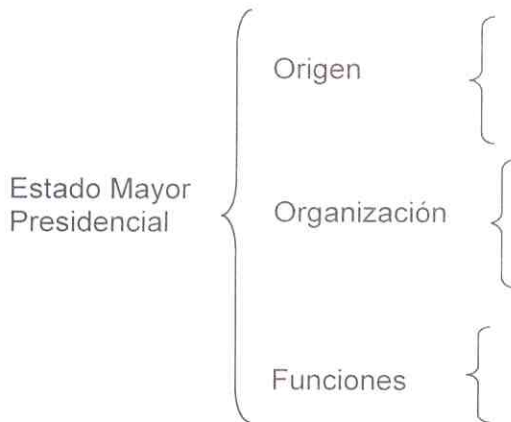 Origen
Estado Mayor
Presidencial
Organización
Funciones